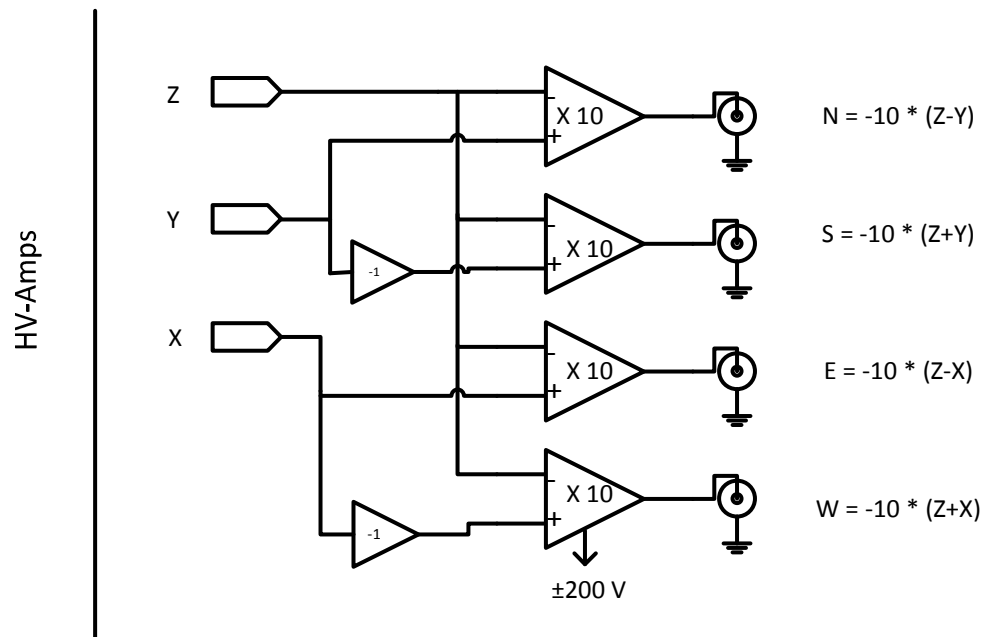 HV-Amps
Z
-
X 10
+
N = -10 * (Z-Y)
Y
-1
-
X 10
+
S = -10 * (Z+Y)
X
-
X 10
+
E = -10 * (Z-X)
-1
-
X 10
+
W = -10 * (Z+X)
±200 V